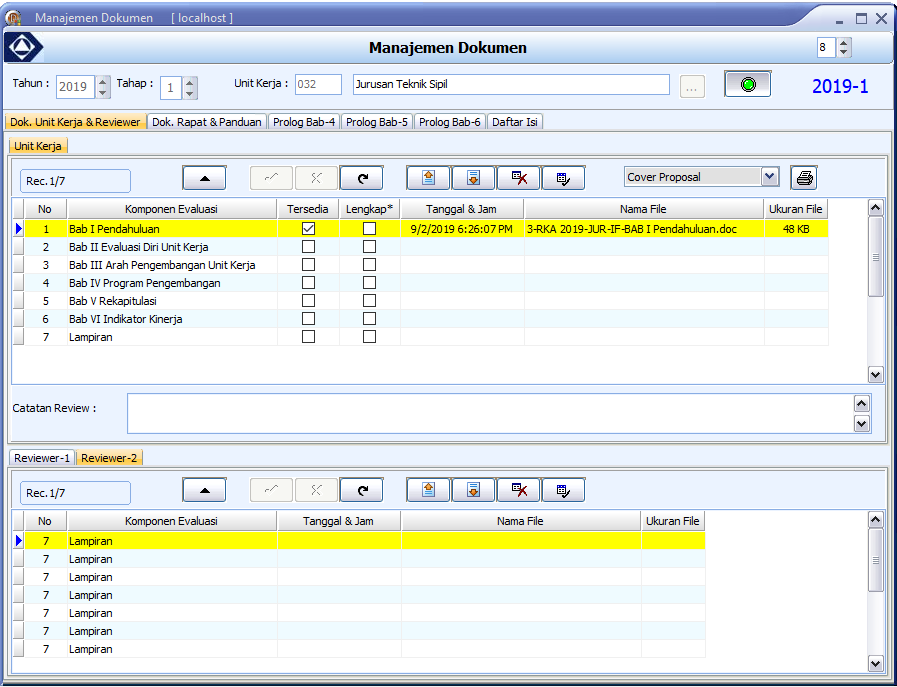 Manajemen Dokumen [ localhost ]
Manajemen Dokumen
8
Tahun : 2019 Tahap : 1 Unit Kerja : 032 Jurusan Teknik Sipil ... 2019-1
Dok. Unit Kerja & Reviewer Dok. Rapat & Panduan Prolog Bab-4 Prolog Bab-5 Prolog Bab-6 Daftar Isi
Unit Kerja
Rec. 1/7 Cover Proposal
No Komponen Evaluasi Tersedia Lengkap* Tanggal & Jam Nama File Ukuran File
1 Bab I Pendahuluan 9/2/2019 6:26:07 PM 3-RKA 2019-JUR-IF-BAB I Pendahuluan.doc 48 KB
2 Bab II Evaluasi Diri Unit Kerja
3 Bab III Arah Pengembangan Unit Kerja
4 Bab IV Program Pengembangan
5 Bab V Rekapitulasi
6 Bab VI Indikator Kinerja
7 Lampiran
Catatan Review :
Reviewer-1 Reviewer-2
Rec. 1/7
No Komponen Evaluasi Tanggal & Jam Nama File Ukuran File
7 Lampiran
7 Lampiran
7 Lampiran
7 Lampiran
7 Lampiran
7 Lampiran
7 Lampiran